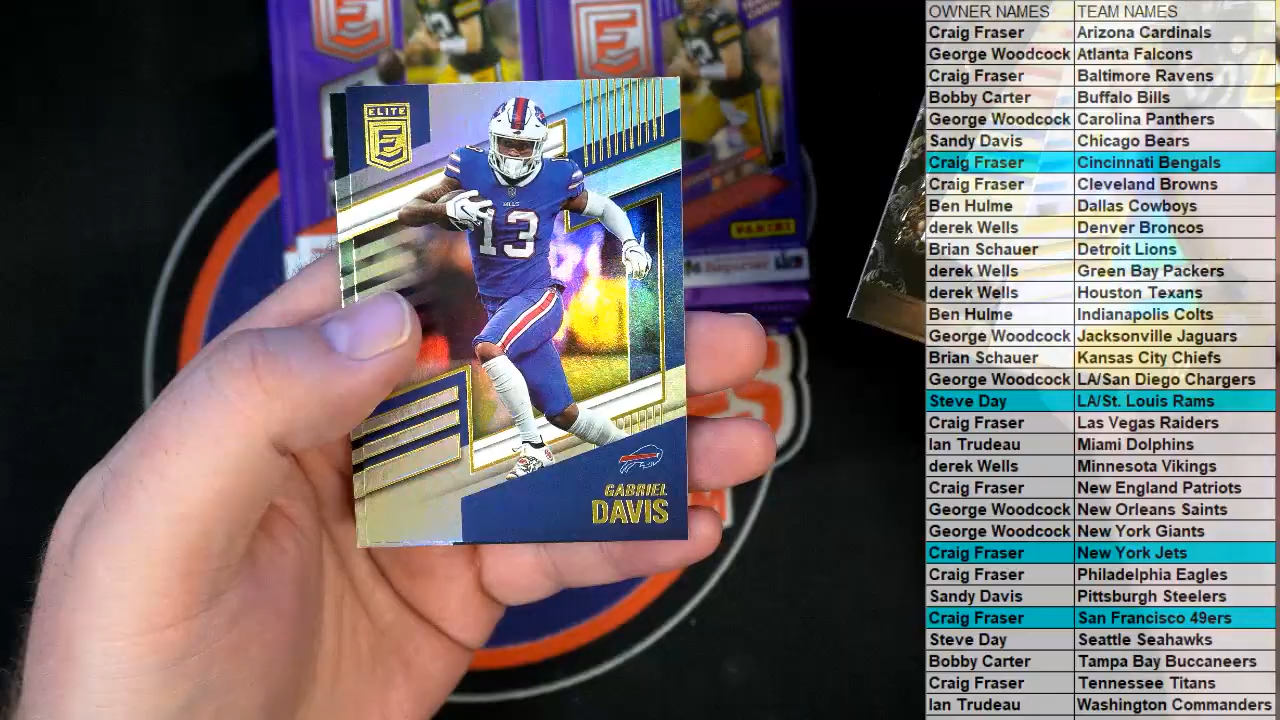 ELITE
E
BILLS
13
GABRIEL
DAVIS
PANINI
OWNER NAMES TEAM NAMES
Craig Fraser Arizona Cardinals
George Woodcock Atlanta Falcons
Craig Fraser Baltimore Ravens
Bobby Carter Buffalo Bills
George Woodcock Carolina Panthers
Sandy Davis Chicago Bears
Craig Fraser Cincinnati Bengals
Craig Fraser Cleveland Browns
Ben Hulme Dallas Cowboys
derek Wells Denver Broncos
Brian Schauer Detroit Lions
derek Wells Green Bay Packers
derek Wells Houston Texans
Ben Hulme Indianapolis Colts
George Woodcock Jacksonville Jaguars
Brian Schauer Kansas City Chiefs
George Woodcock LA/San Diego Chargers
Steve Day LA/St. Louis Rams
Craig Fraser Las Vegas Raiders
Ian Trudeau Miami Dolphins
derek Wells Minnesota Vikings
Craig Fraser New England Patriots
George Woodcock New Orleans Saints
George Woodcock New York Giants
Craig Fraser New York Jets
Craig Fraser Philadelphia Eagles
Sandy Davis Pittsburgh Steelers
Craig Fraser San Francisco 49ers
Steve Day Seattle Seahawks
Bobby Carter Tampa Bay Buccaneers
Craig Fraser Tennessee Titans
Ian Trudeau Washington Commanders